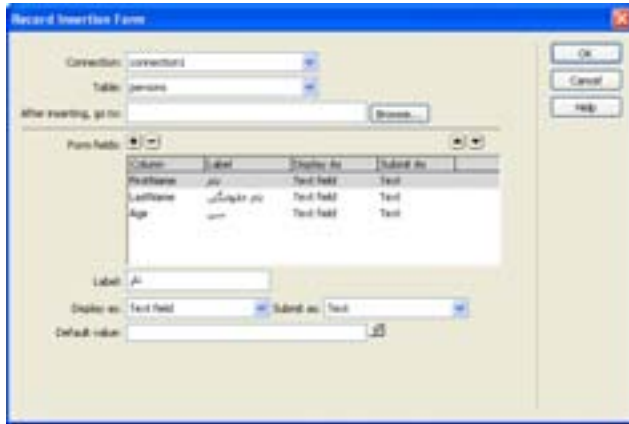 Record Insertion Form
Connection: connection1
Table: persons
After inserting, go to: Browse...
OK
Cancel
Help
Form fields:
Column Label Display As Submit As
FirstName نام Text field Text
LastName نام خانوادگی Text field Text
Age سن Text field Text
Label: نام
Display as: Text field Submit as: Text
Default value: